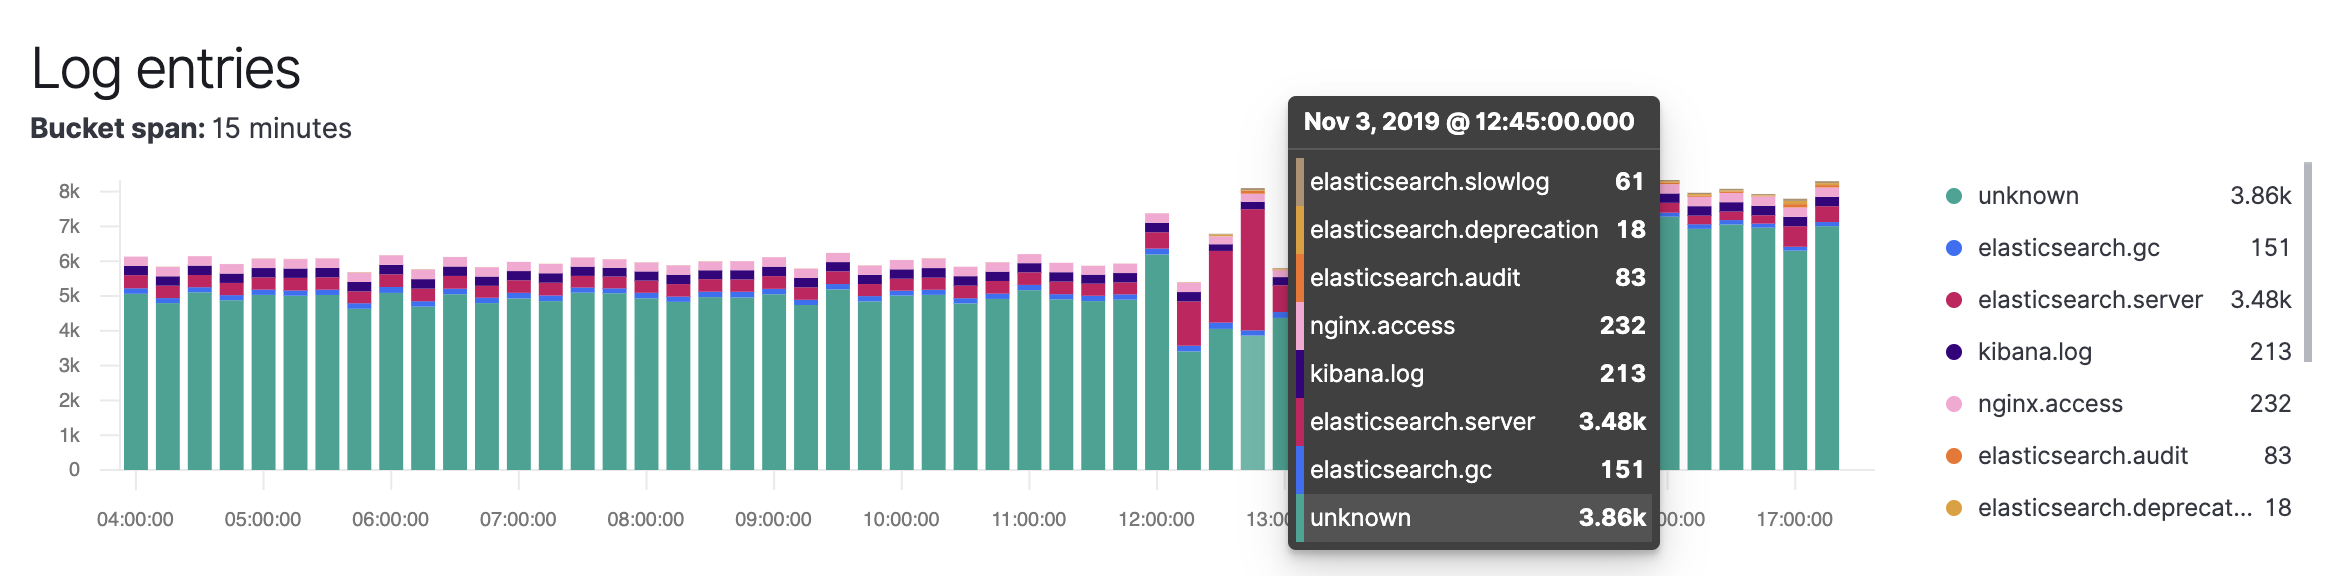 Log entries
Bucket span: 15 minutes
Nov 3, 2019 @ 12:45:00.000
elasticsearch.slowlog 61
elasticsearch.deprecation 18
elasticsearch.audit 83
nginx.access 232
kibana.log 213
elasticsearch.server 3.48k
elasticsearch.gc 151
unknown 3.86k
8k
7k
6k
5k
4k
3k
2k
1k
0
04:00:00 05:00:00 06:00:00 07:00:00 08:00:00 09:00:00 10:00:00 11:00:00 12:00:00 13:00 00:00 17:00:00
unknown 3.86k
elasticsearch.gc 151
elasticsearch.server 3.48k
kibana.log 213
nginx.access 232
elasticsearch.audit 83
elasticsearch.deprecat... 18